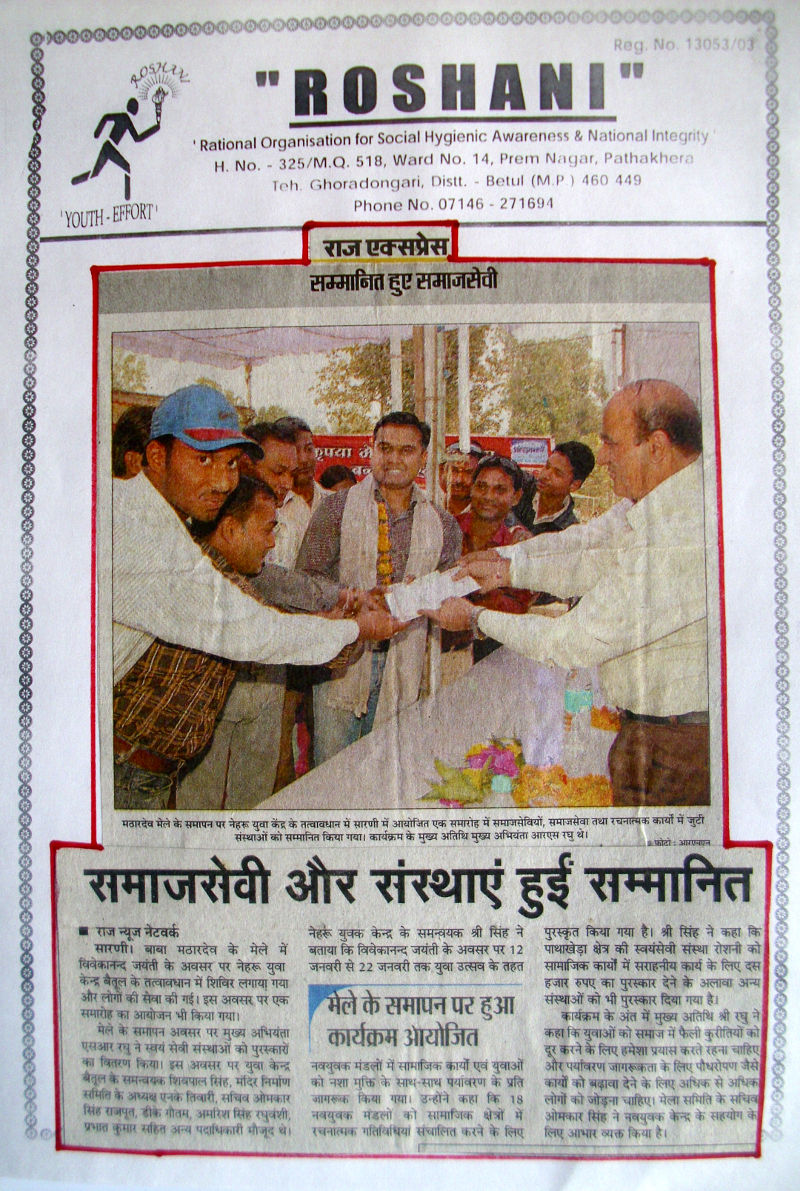 Reg. No. 13053/03
ROSHANI
"ROSHANI"
'Rational Organisation for Social Hygienic Awareness & National Integrity'
H. No. - 325/M.Q. 518, Ward No. 14, Prem Nagar, Pathakhera
Teh. Ghoradongari, Distt. - Betul (M.P.) 460 449
Phone No. 07146 - 271694
'YOUTH - EFFORT'
राज एक्सप्रेस
सम्मानित हुए समाजसेवी
कृपया में
मठारदेव मेले के समापन पर नेहरू युवा केंद्र के तत्वावधान में सारणी में आयोजित एक समारोह में समाजसेवियों, समाजसेवा तथा रचनात्मक कार्यो में जुटी
संस्थाओं को सम्मानित किया गया। कार्यक्रम के मुख्य अतिथि मुख्य अभियंता आरएस रघु थे।
फोटो : आरएनएन
समाजसेवी और संस्थाएं हुईं सम्मानित
■ राज न्यूज नेटवर्क
सारणी। बाबा मठारदेव के मेले में
विवेकानन्द जयंती के अवसर पर नेहरू युवा
केन्द्र बैतूल के तत्वाधान में शिविर लगाया गया
और लोगों की सेवा की गई। इस अवसर पर एक
समारोह का आयोजन भी किया गया।
मेले के समापन अवसर पर मुख्य अभियंता
एसआर रघु ने स्वयं सेवी संस्थाओं को पुरस्कारों
का वितरण किया। इस अवसर पर युवा केन्द्र
बैतूल के समन्वयक शिवपाल सिंह, मंदिर निर्माण
समिति के अध्यक्ष एनके तिवारी, सचिव ओमकार
सिंह राजपूत, डीके गौतम, अमरिश सिंह रघुवंशी,
प्रभात कुमार सहित अन्य पदाधिकारी मौजूद थे।
नेहरू युवक केन्द्र के समन्वयक श्री सिंह ने
बताया कि विवेकानन्द जयंती के अवसर पर 12
जनवरी से 22 जनवरी तक युवा उत्सव के तहत
मेले के समापन पर हुआ
कार्यक्रम आयोजित
नवयुवक मंडलों में सामाजिक कार्यो एवं युवाओं
को नशा मुक्ति के साथ-साथ पर्यावरण के प्रति
जागरूक किया गया। उन्होंने कहा कि 18
नवयुवक मंडलों को सामाजिक क्षेत्रों में
रचनात्मक गतिविधियां संचालित करने के लिए
पुरस्कृत किया गया है। श्री सिंह ने कहा कि
पाथाखेड़ा क्षेत्र की स्वयंसेवी संस्था रोशनी को
सामाजिक कार्यों में सराहनीय कार्य के लिए दस
हजार रुपए का पुरस्कार देने के अलावा अन्य
संस्थाओं को भी पुरस्कार दिया गया है।
कार्यक्रम के अंत में मुख्य अतिथि श्री रघु ने
कहा कि युवाओं को समाज में फैली कुरीतियों को
दूर करने के लिए हमेशा प्रयास करते रहना चाहिए
और पर्यावरण जागरूकता के लिए पौधरोपण जैसे
कार्यो को बढ़ावा देने के लिए अधिक से अधिक
लोगों को जोड़ना चाहिए। मेला समिति के सचिव
ओमकार सिंह ने नवयुवक केन्द्र के सहयोग के
लिए आभार व्यक्त किया है।